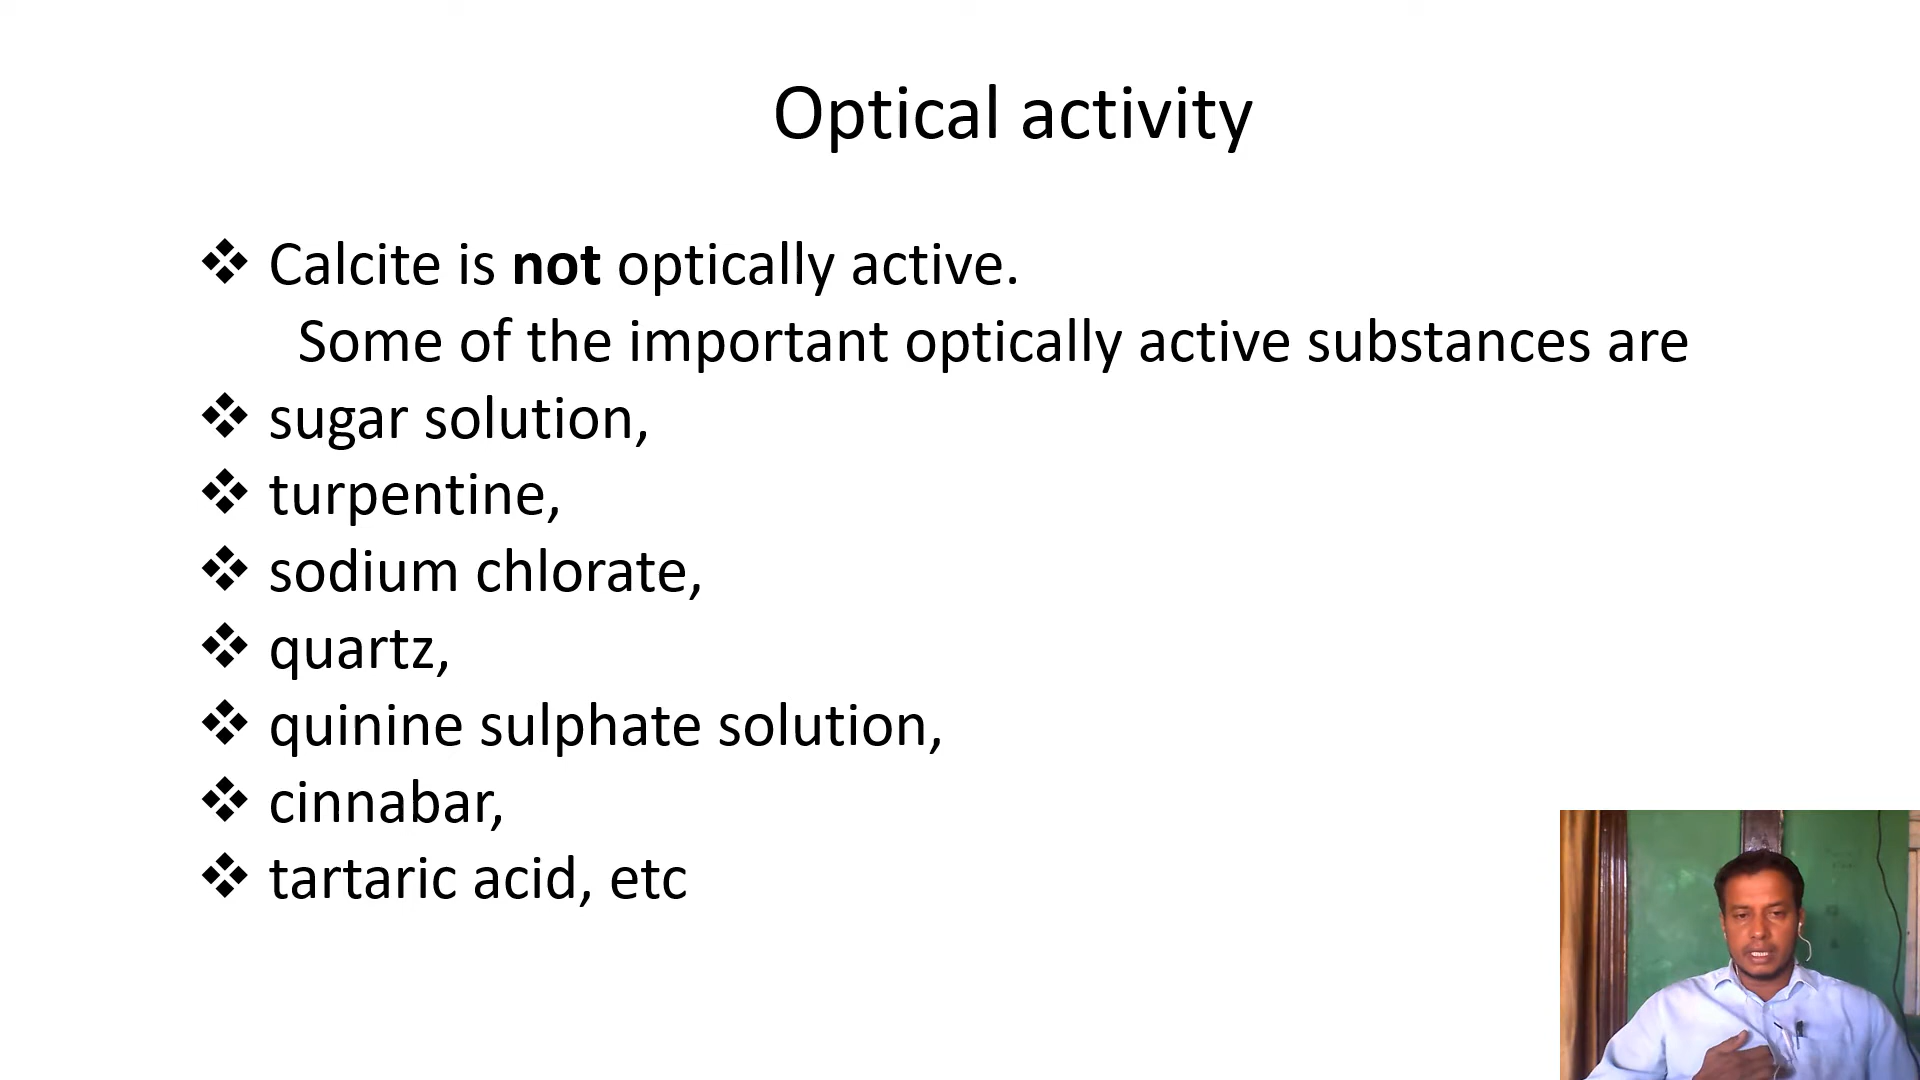 Optical activity
❖ Calcite is not optically active.
Some of the important optically active substances are
❖ sugar solution,
❖ turpentine,
❖ sodium chlorate,
❖ quartz,
❖ quinine sulphate solution,
❖ cinnabar,
❖ tartaric acid, etc